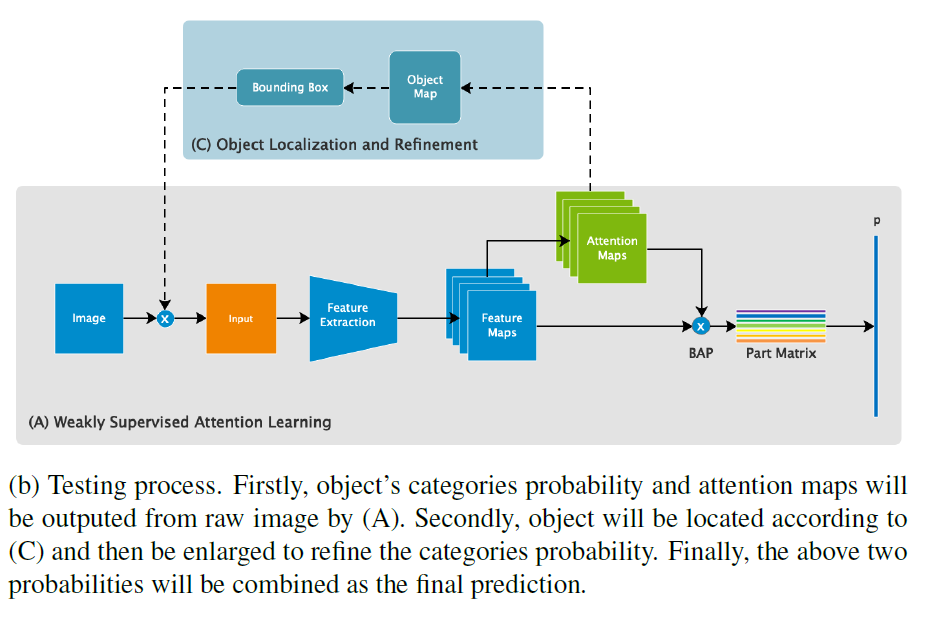 Bounding Box
Object
Map
(C) Object Localization and Refinement
Attention
Maps
p
Image
x
Input
Feature
Extraction
Feature
Maps
x
BAP
Part Matrix
(A) Weakly Supervised Attention Learning
(b) Testing process. Firstly, object's categories probability and attention maps will
be outputed from raw image by (A). Secondly, object will be located according to
(C) and then be enlarged to refine the categories probability. Finally, the above two
probabilities will be combined as the final prediction.